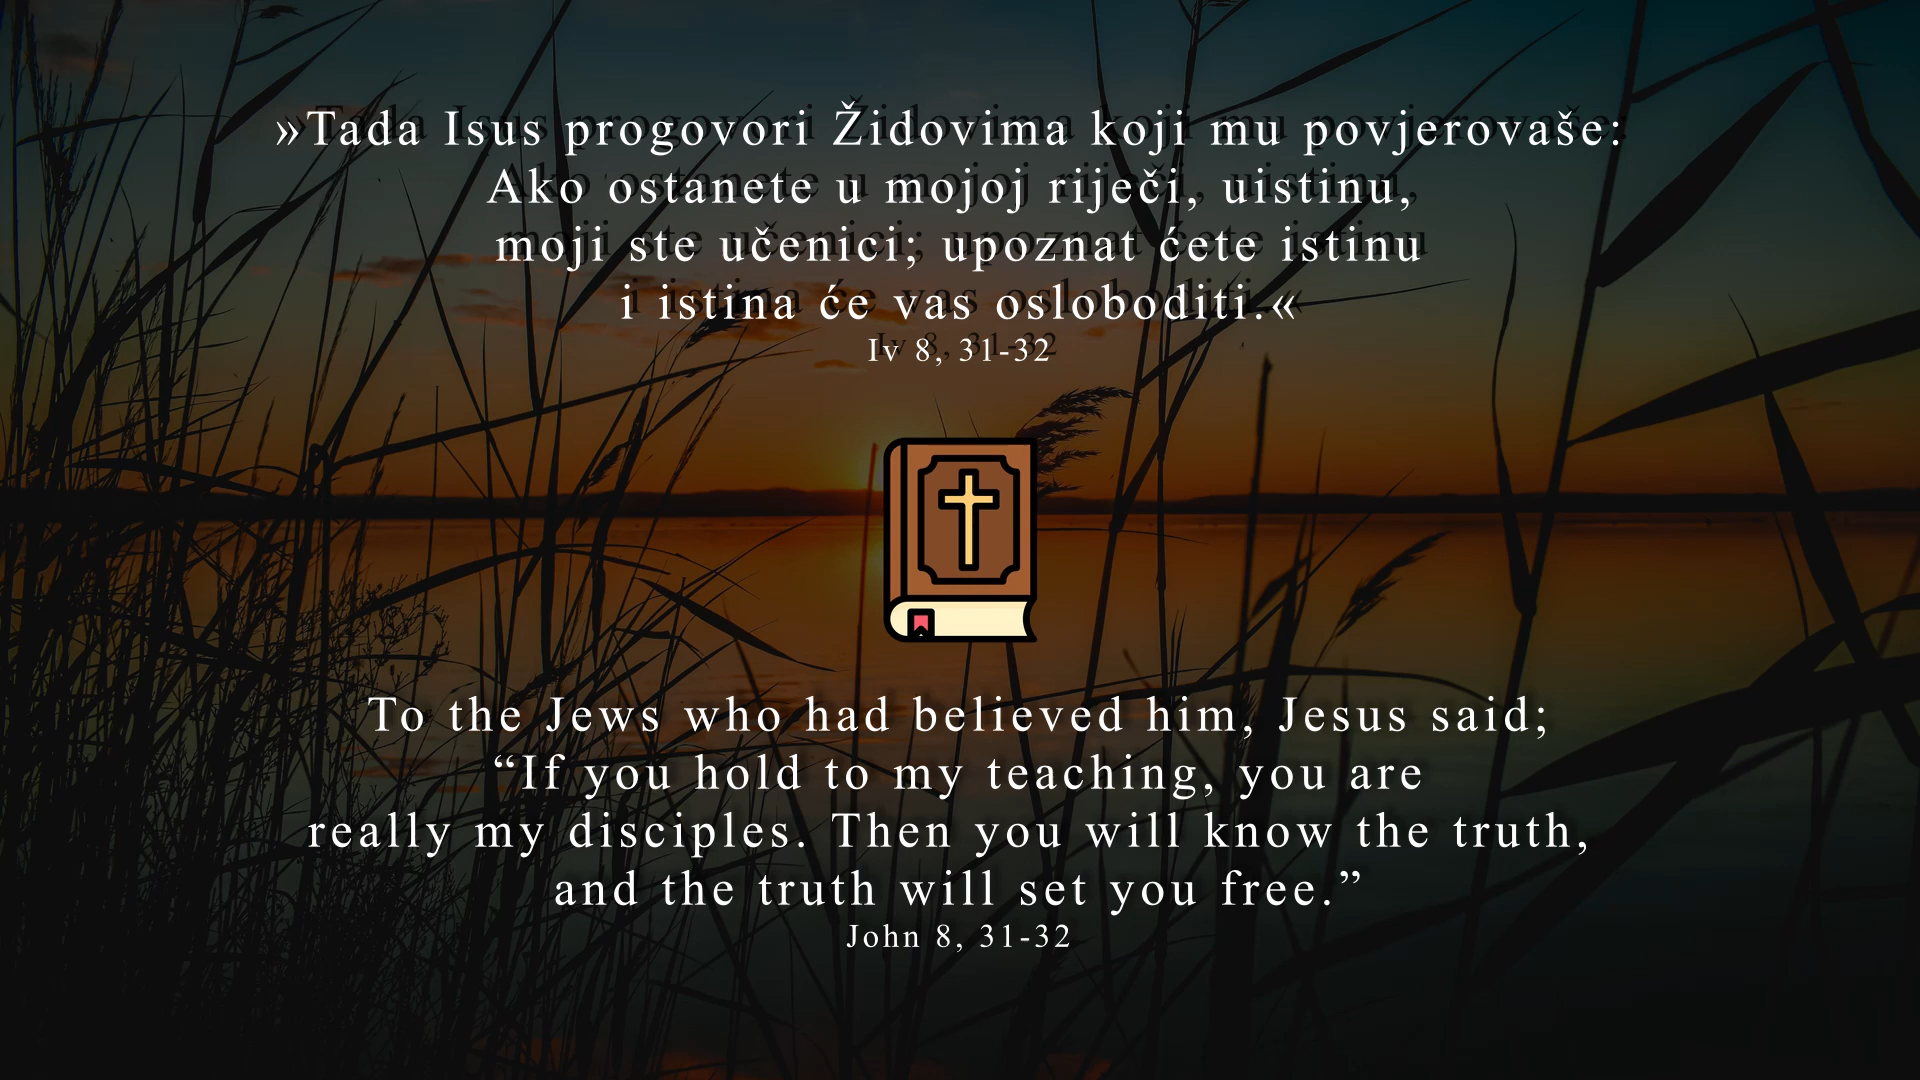 »Tada Isus progovori Židovima koji mu povjerovaše:
Ako ostanete u mojoj riječi, uistinu,
moji ste učenici; upoznat ćete istinu
i istina će vas osloboditi.«
Iv 8, 31-32
To the Jews who had believed him, Jesus said;
“If you hold to my teaching, you are
really my disciples. Then you will know the truth,
and the truth will set you free.”
John 8, 31-32